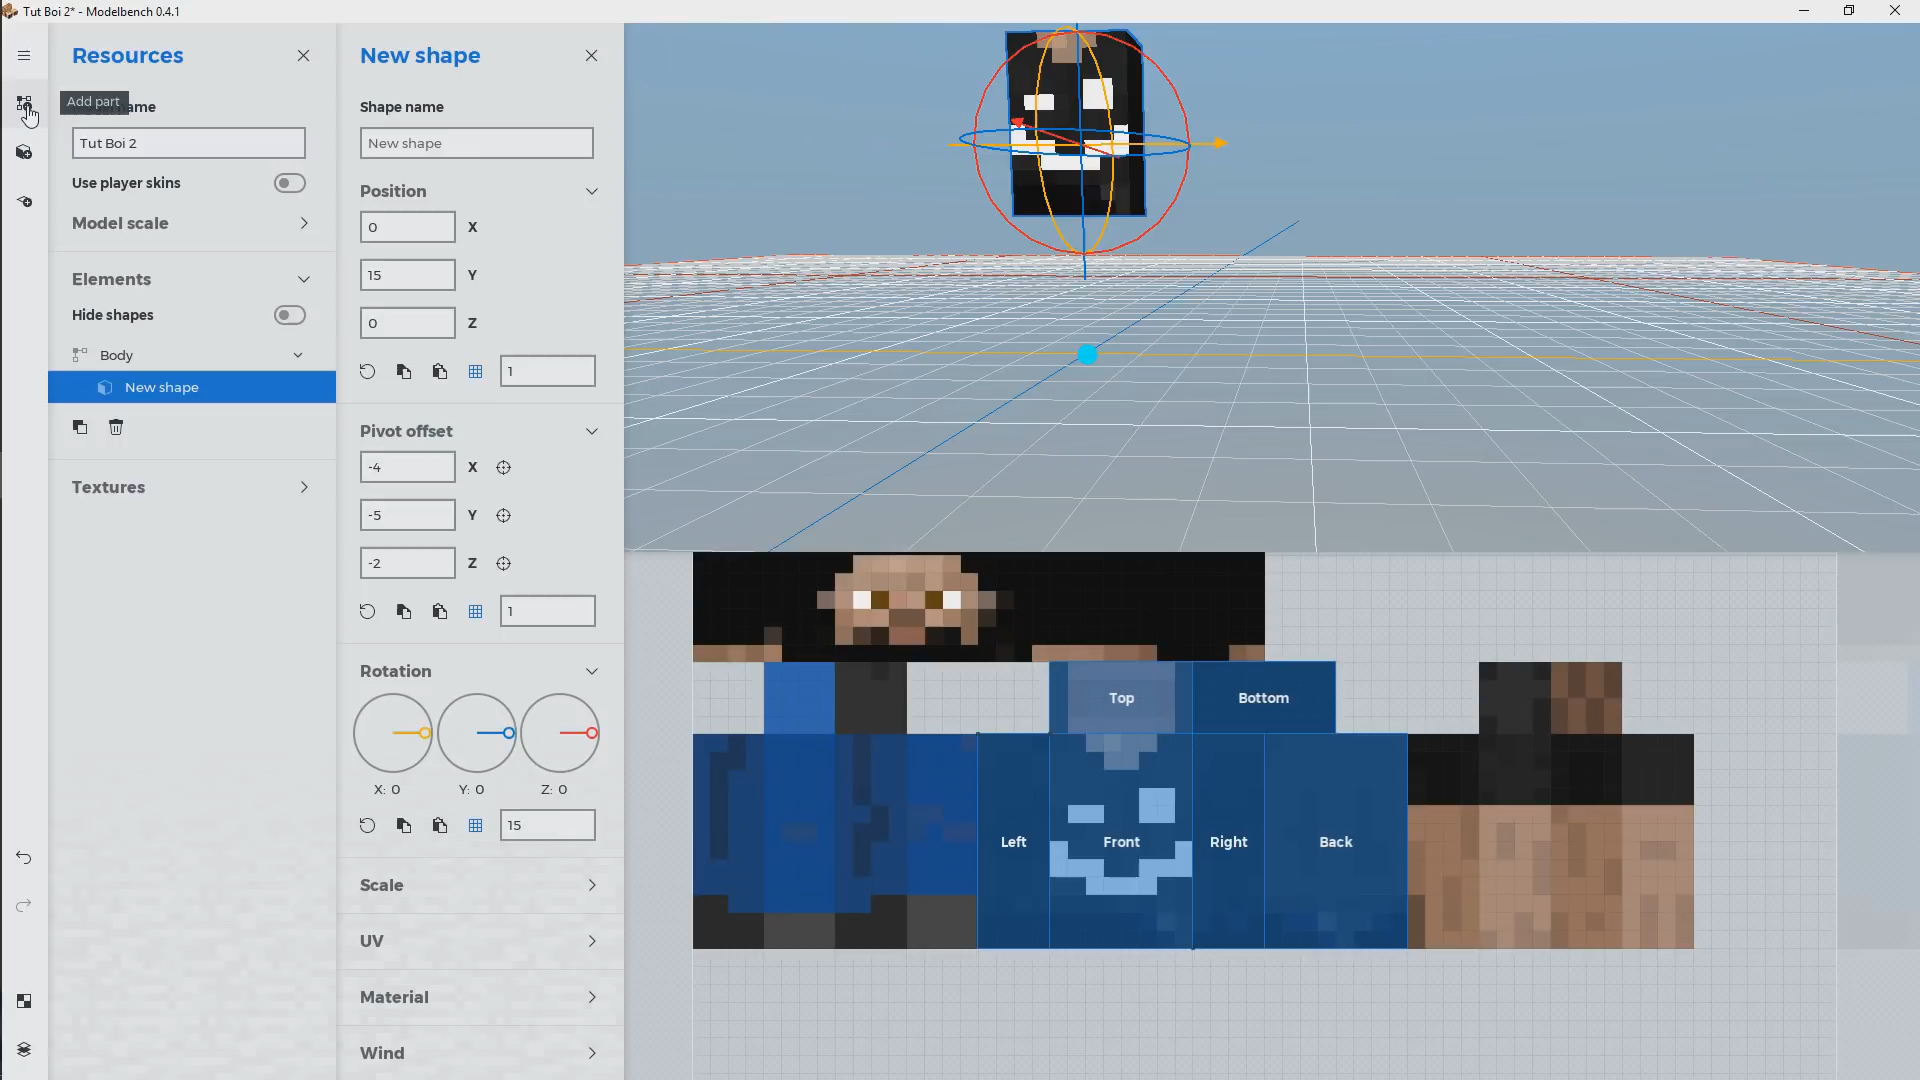 Tut Boi 2* - Modelbench 0.4.1
Resources
Add part
name
Tut Boi 2
Use player skins
Model scale
Elements
Hide shapes
Body
New shape
Textures
New shape
Shape name
New shape
Position
0 X
15 Y
0 Z
1
Pivot offset
-4 X
-5 Y
-2 Z
1
Rotation
X: 0 Y: 0 Z: 0
15
Scale
UV
Material
Wind
Top Bottom
Left Front Right Back